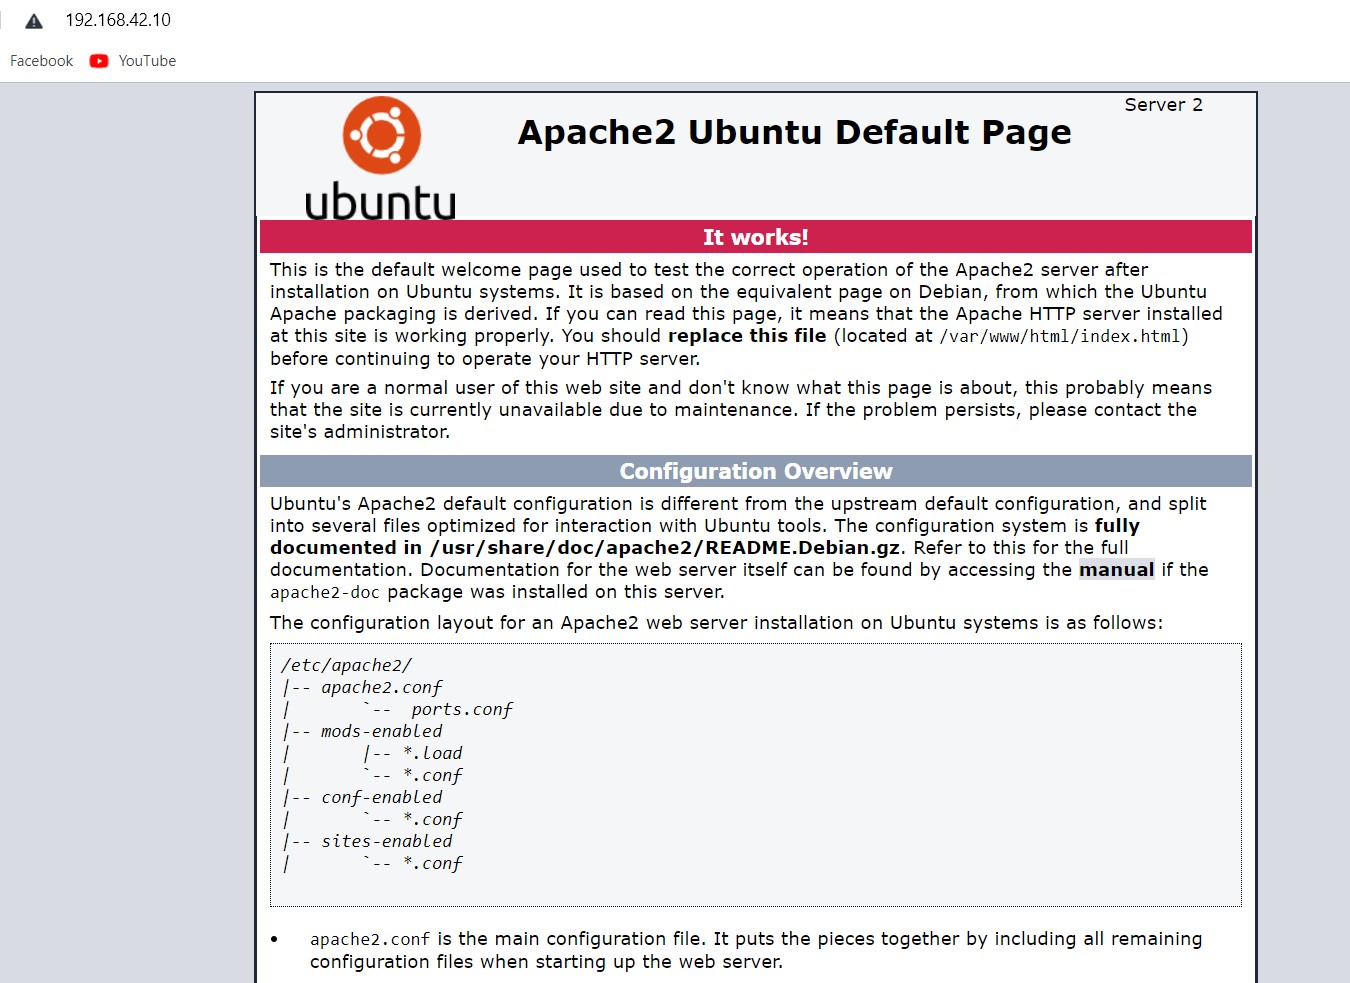 192.168.42.10
Facebook YouTube
Server 2
Apache2 Ubuntu Default Page
ubuntu
It works!
This is the default welcome page used to test the correct operation of the Apache2 server after
installation on Ubuntu systems. It is based on the equivalent page on Debian, from which the Ubuntu
Apache packaging is derived. If you can read this page, it means that the Apache HTTP server installed
at this site is working properly. You should replace this file (located at /var/www/html/index.html)
before continuing to operate your HTTP server.
If you are a normal user of this web site and don't know what this page is about, this probably means
that the site is currently unavailable due to maintenance. If the problem persists, please contact the
site's administrator.
Configuration Overview
Ubuntu's Apache2 default configuration is different from the upstream default configuration, and split
into several files optimized for interaction with Ubuntu tools. The configuration system is fully
documented in /usr/share/doc/apache2/README.Debian.gz. Refer to this for the full
documentation. Documentation for the web server itself can be found by accessing the manual if the
apache2-doc package was installed on this server.
The configuration layout for an Apache2 web server installation on Ubuntu systems is as follows:
/etc/apache2/
|-- apache2.conf
|       `--  ports.conf
|-- mods-enabled
|       |-- *.load
|       `-- *.conf
|-- conf-enabled
|       `-- *.conf
|-- sites-enabled
|       `-- *.conf
• apache2.conf is the main configuration file. It puts the pieces together by including all remaining
configuration files when starting up the web server.